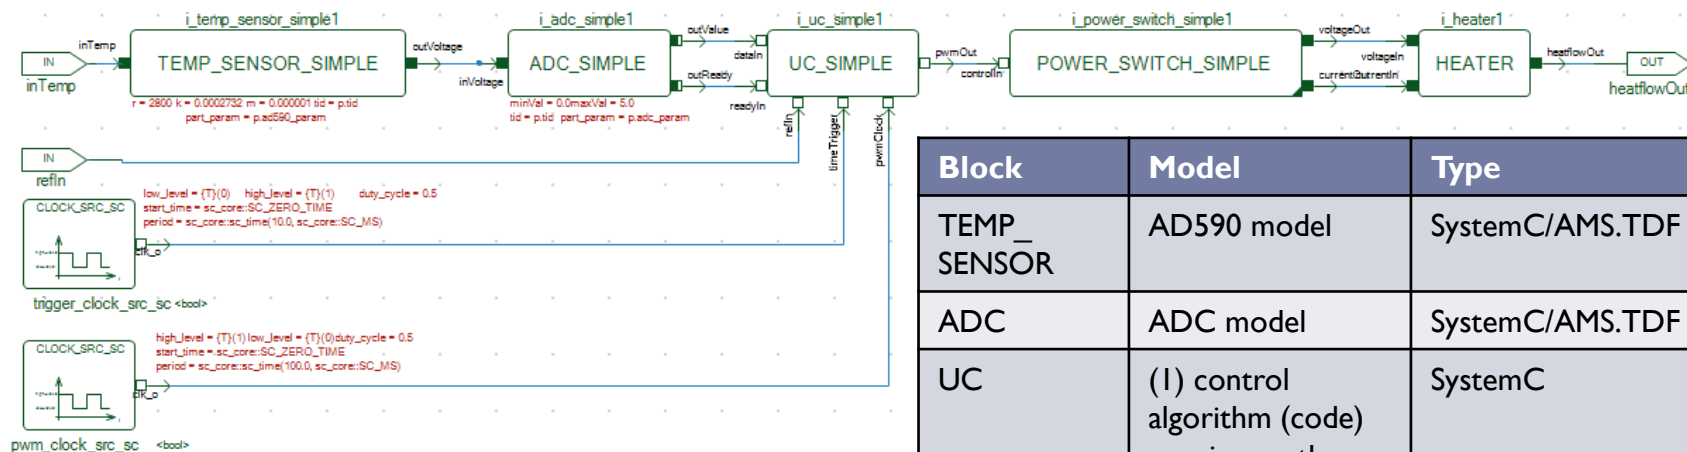 i_temp_sensor_simple1
i_adc_simple1
i_uc_simple1
i_power_switch_simple1
i_heater1
IN
inTemp
inTemp
TEMP_SENSOR_SIMPLE
outVoltage
inVoltage
ADC_SIMPLE
outValue
outReady
dataIn
readyIn
UC_SIMPLE
pwmOut
controlIn
POWER_SWITCH_SIMPLE
voltageOut
voltageIn
currentOutrrentIn
HEATER
heatflowOut
OUT
heatflowOut
r = 2800 k = 0.0002732 m = 0.000001 tid = p.tid
part_param = p.ad590_param
minVal = 0.0maxVal = 5.0
tid = p.tid part_param = p.adc_param
refIn
timeTrigger
pwmClock
IN
refIn
low_level = {T}(0) high_level = {T}(1) duty_cycle = 0.5
start_time = sc_core::SC_ZERO_TIME
period = sc_core::sc_time(10.0, sc_core::SC_MS)
CLOCK_SRC_SC
clk_o
trigger_clock_src_sc <bool>
high_level = {T}(1) low_level = {T}(0)duty_cycle = 0.5
start_time = sc_core::SC_ZERO_TIME
period = sc_core::sc_time(100.0, sc_core::SC_MS)
CLOCK_SRC_SC
clk_o
pwm_clock_src_sc <bool>
Block Model Type
TEMP_ AD590 model SystemC/AMS.TDF
SENSOR
ADC ADC model SystemC/AMS.TDF
UC (1) control SystemC
algorithm (code)